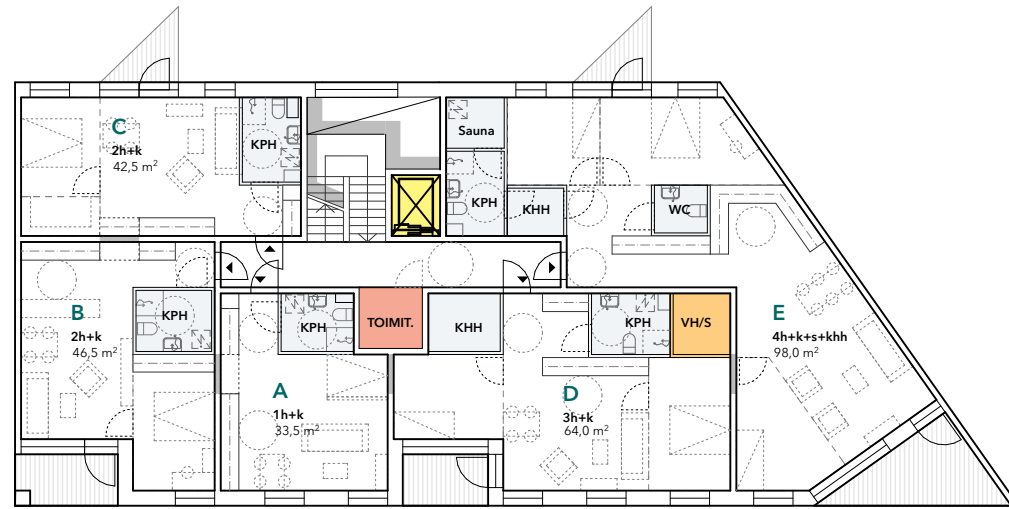 C
2h+k
42,5 m²
KPH
Sauna
KPH
KHH
WC
B
2h+k
46,5 m²
KPH
A
1h+k
33,5 m²
KPH
TOIMIT.
KHH
D
3h+k
64,0 m²
KPH
VH/S
E
4h+k+s+khh
98,0 m²